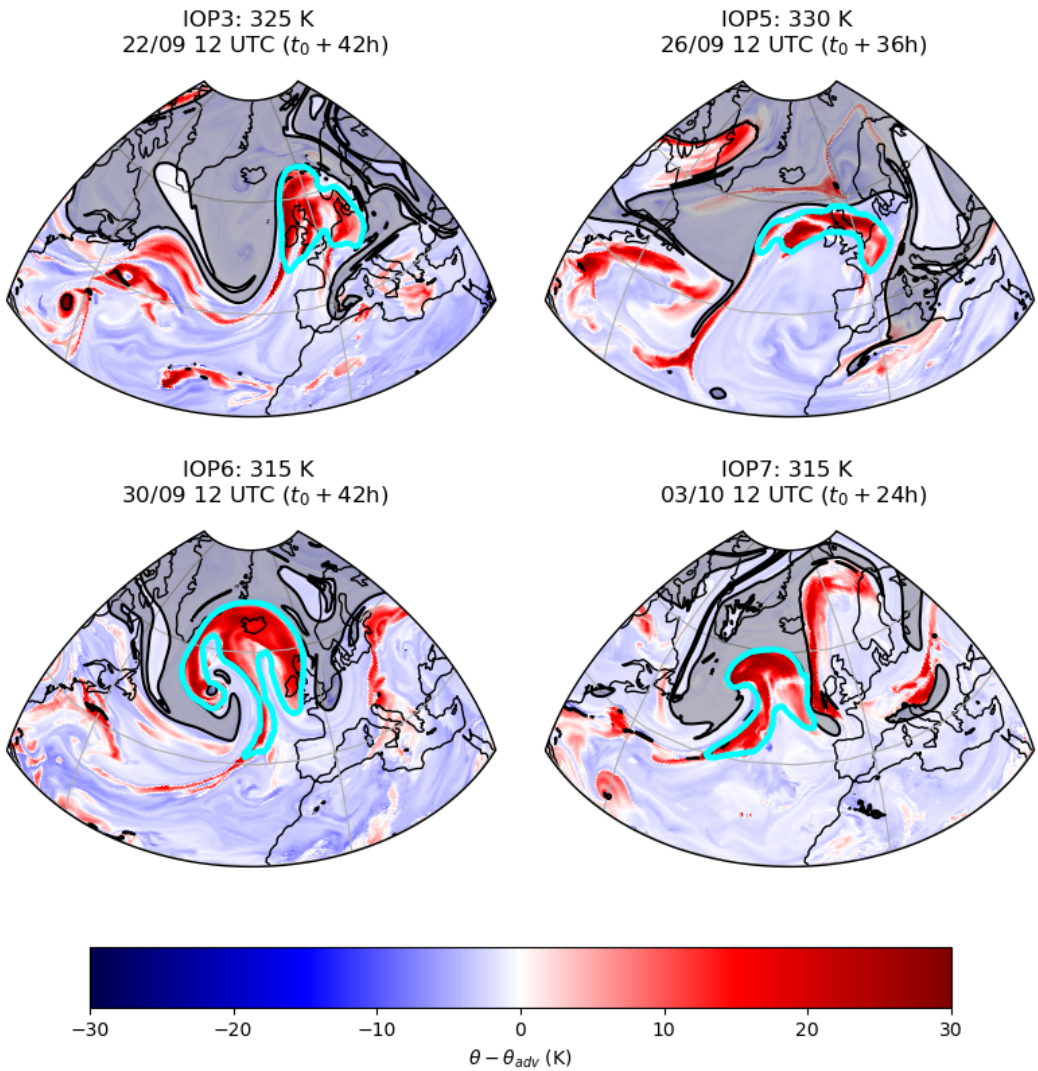 IOP3: 325 K
22/09 12 UTC (t₀ + 42h)
IOP5: 330 K
26/09 12 UTC (t₀ + 36h)
IOP6: 315 K
30/09 12 UTC (t₀ + 42h)
IOP7: 315 K
03/10 12 UTC (t₀ + 24h)
−30 −20 −10 0 10 20 30
θ − θ_adv (K)